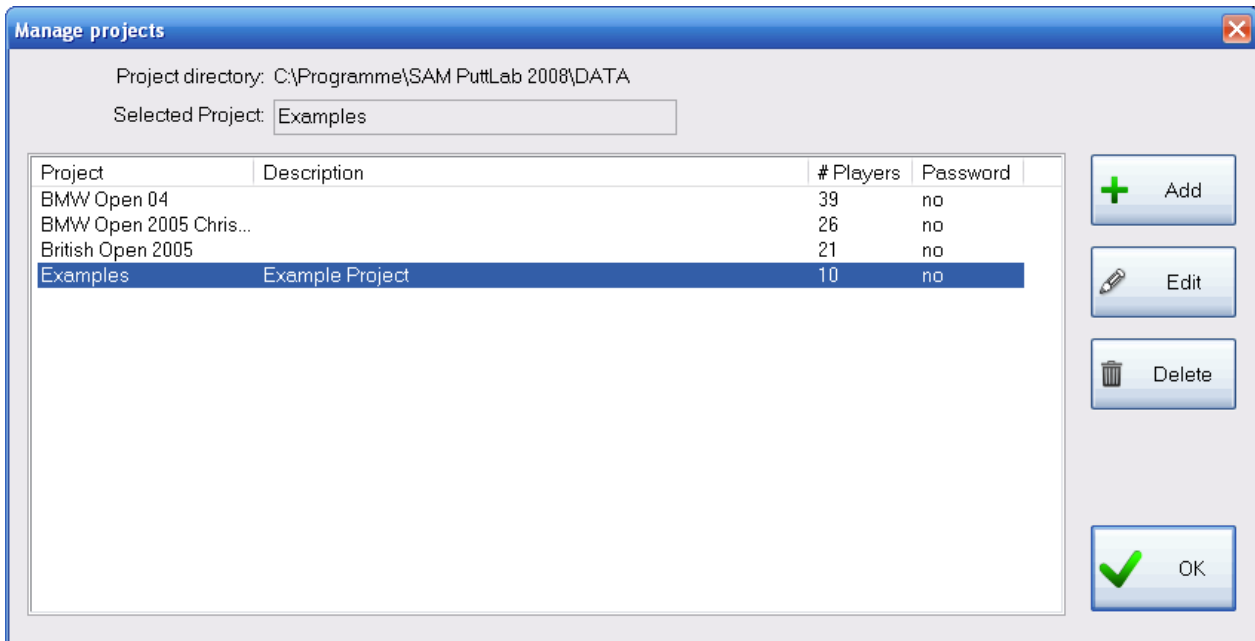 Manage projects
Project directory: C:\Programme\SAM PuttLab 2008\DATA
Selected Project: Examples
Project Description # Players Password
BMW Open 04 39 no
BMW Open 2005 Chris... 26 no
British Open 2005 21 no
Examples Example Project 10 no
Add
Edit
Delete
OK